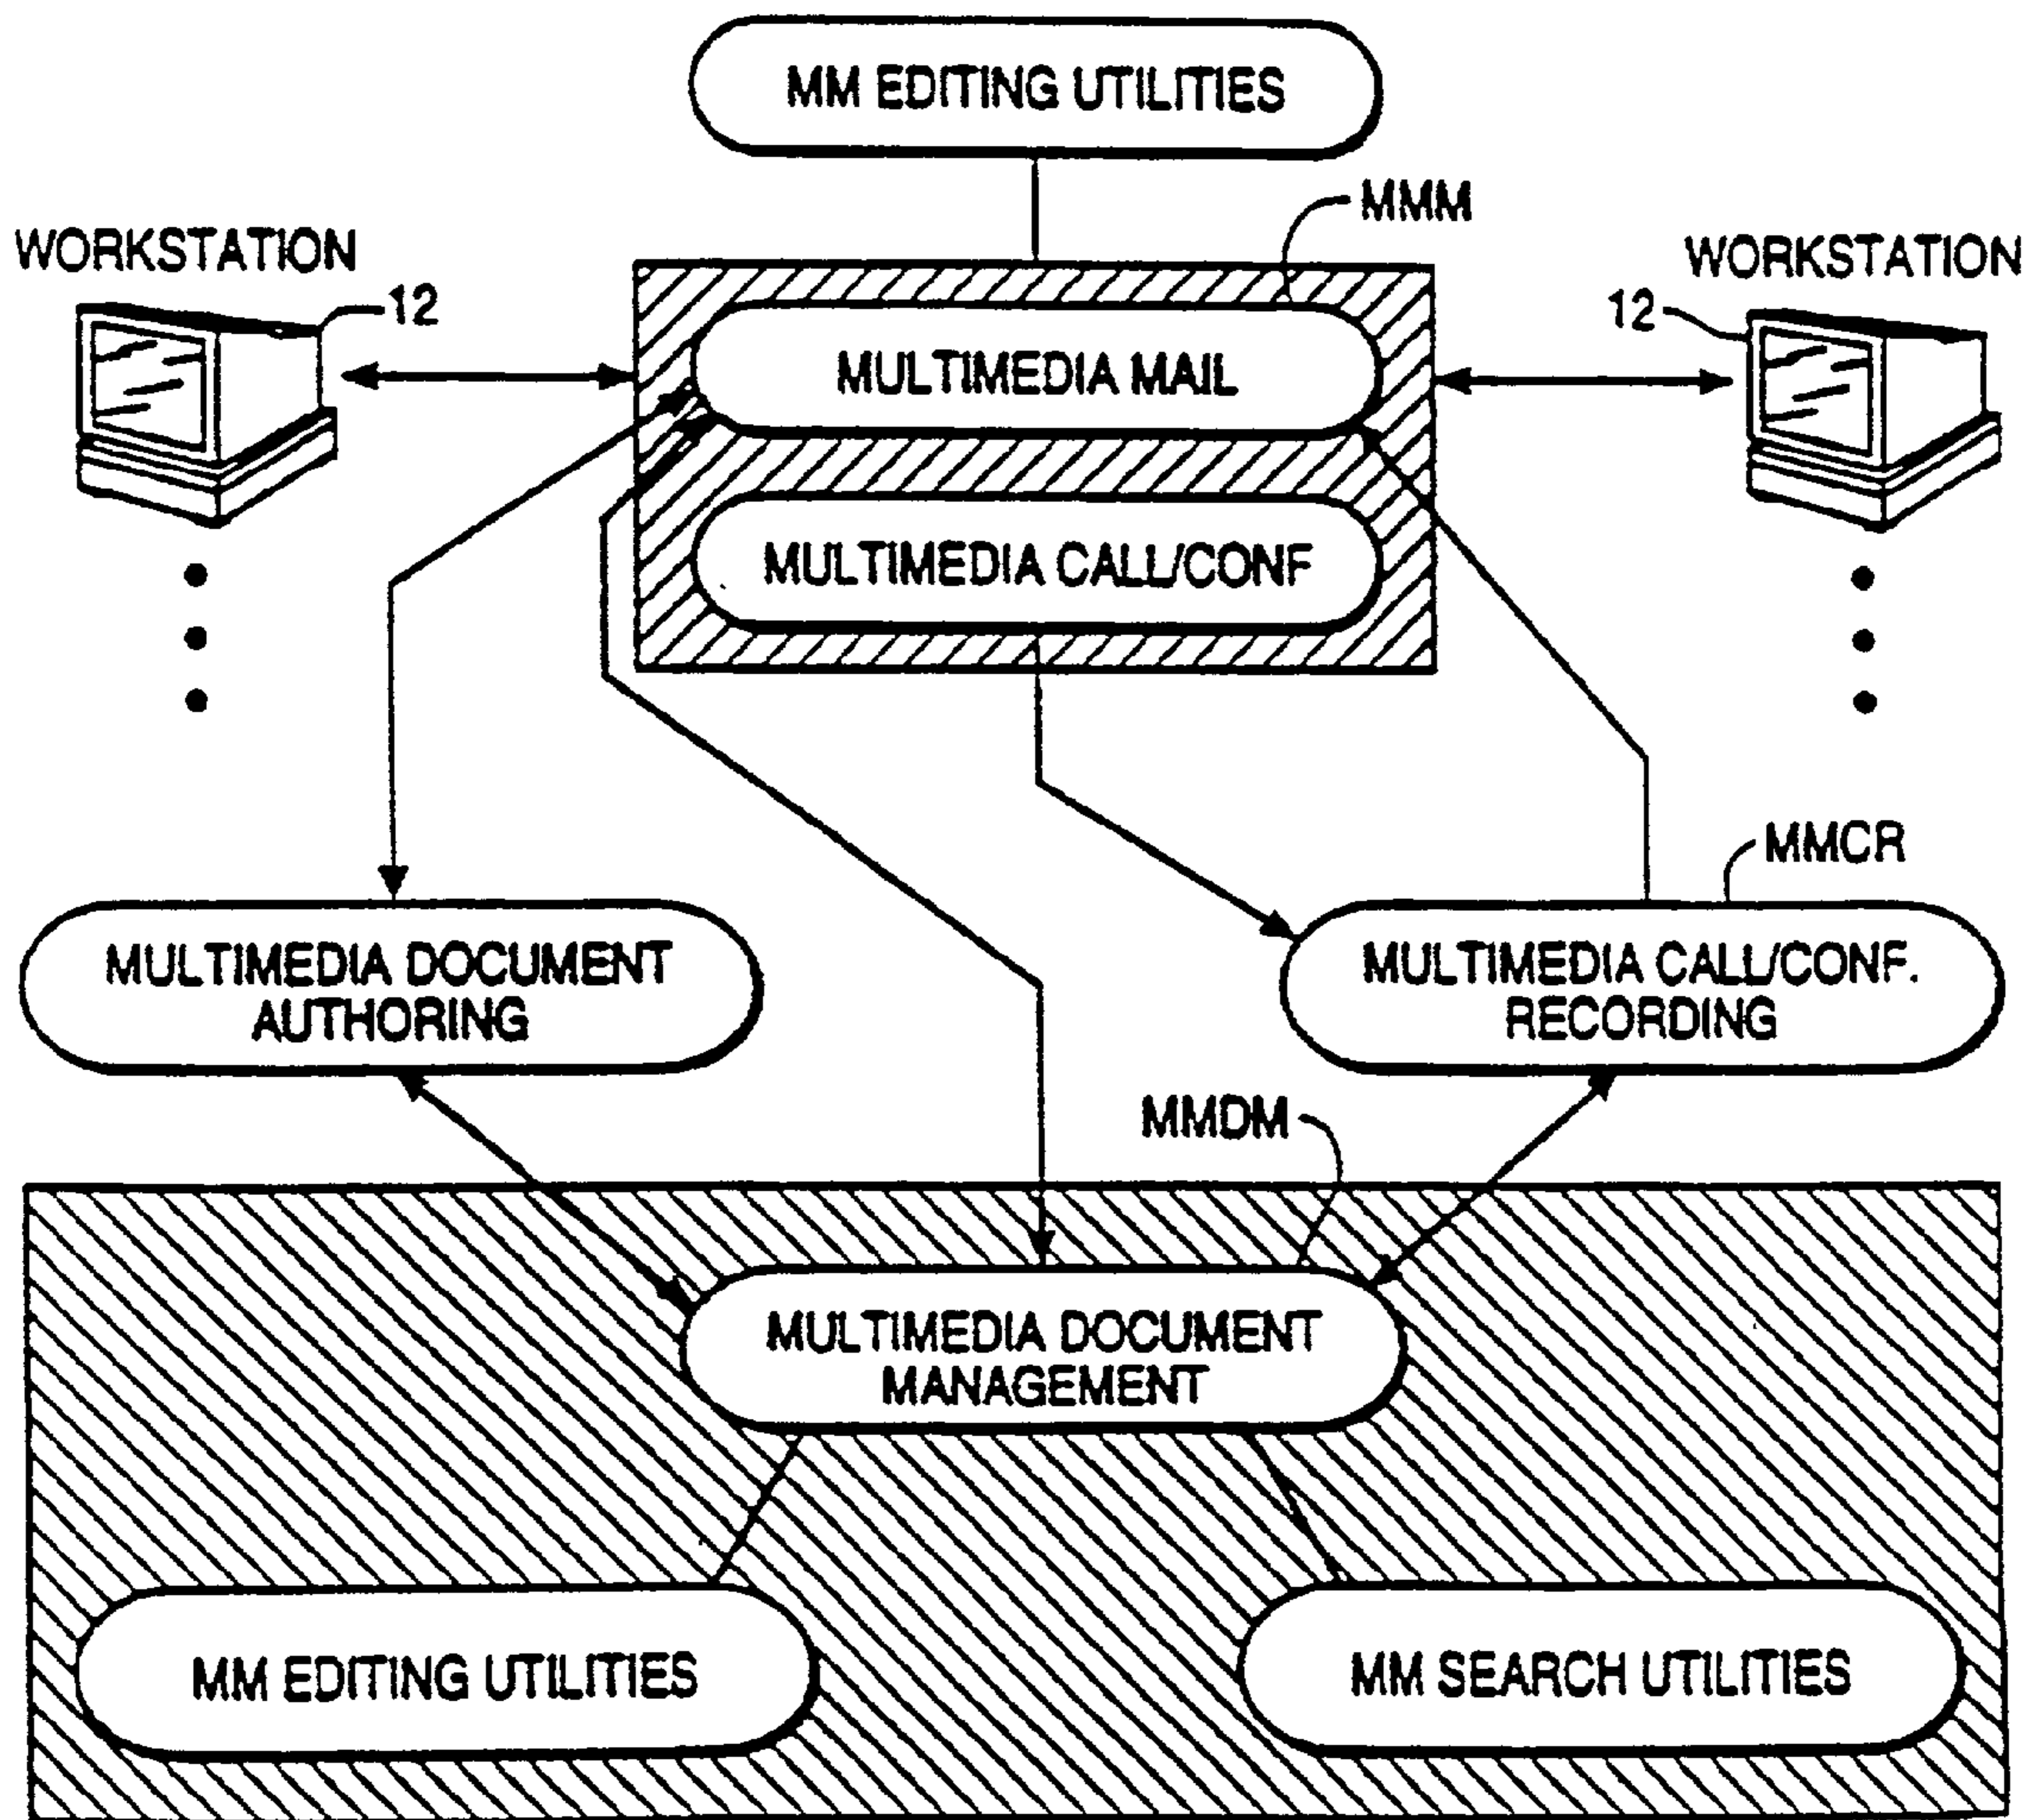 MM EDITING UTILITIES
MMM
WORKSTATION
WORKSTATION
12
12
MULTIMEDIA MAIL
MULTIMEDIA CALL/CONF
MMCR
MULTIMEDIA DOCUMENT
AUTHORING
MULTIMEDIA CALL/CONF.
RECORDING
MMDM
MULTIMEDIA DOCUMENT
MANAGEMENT
MM EDITING UTILITIES
MM SEARCH UTILITIES